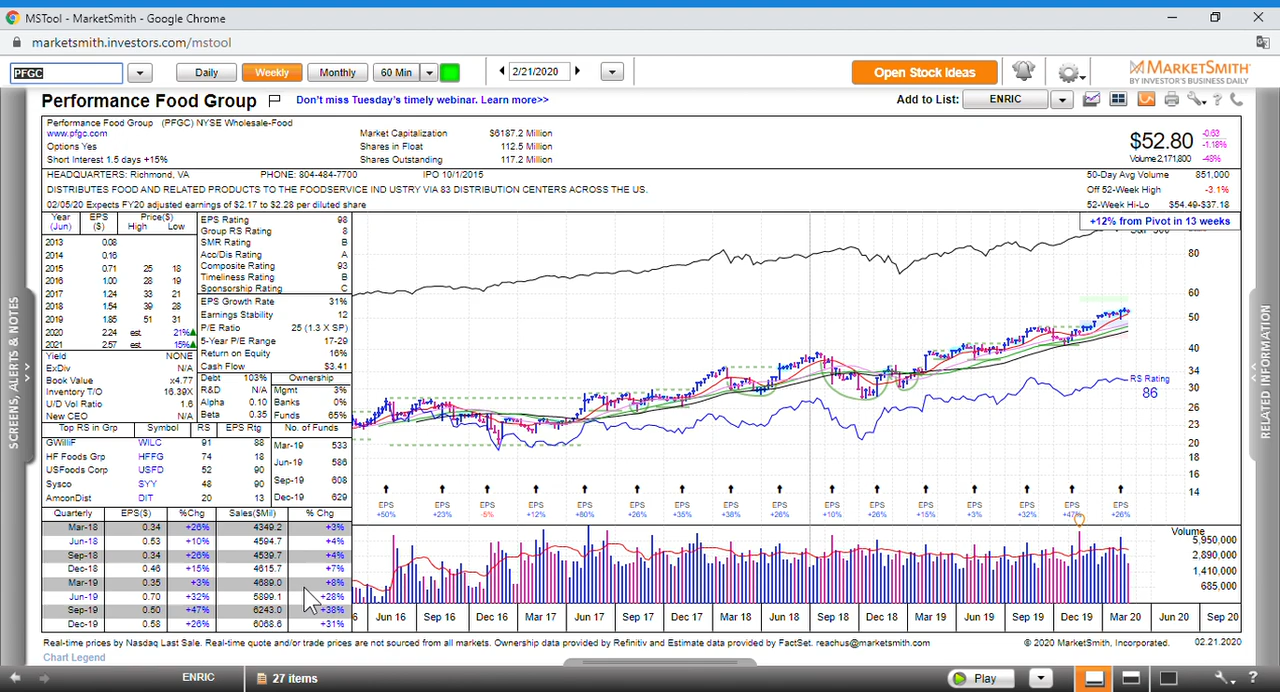 MSTool - MarketSmith - Google Chrome
marketsmith.investors.com/mstool
PFGC Daily Weekly Monthly 60 Min 2/21/2020 Open Stock Ideas MARKETSMITH
BY INVESTOR'S BUSINESS DAILY
Performance Food Group Don't miss Tuesday's timely webinar. Learn more>> Add to List: ENRIC
Performance Food Group (PFGC) NYSE Wholesale-Food
www.pfgc.com Market Capitalization $6187.2 Million $52.80 -0.63
Options Yes Shares in Float 112.5 Million -1.18%
Short Interest 1.5 days +15% Shares Outstanding 117.2 Million Volume 2,171,800 -48%
HEADQUARTERS: Richmond, VA PHONE: 804-484-7700 IPO 10/1/2015 50-Day Avg Volume 851,000
DISTRIBUTES FOOD AND RELATED PRODUCTS TO THE FOODSERVICE IND USTRY VIA 83 DISTRIBUTION CENTERS ACROSS THE US. Off 52-Week High -3.1%
02/05/20 Expects FY20 adjusted earnings of $2.17 to $2.28 per diluted share 52-Week Hi-Lo $54.49-$37.18
+12% from Pivot in 13 weeks
Year EPS Price($)
(Jun) ($) High Low
2013 0.08
2014 0.16
2015 0.71 25 18
2016 1.00 28 19
2017 1.24 33 21
2018 1.54 39 28
2019 1.85 51 31
2020 2.24 est 21%
2021 2.57 est 15%
Yield NONE
ExDiv N/A
Book Value x4.77
Inventory T/O 16.39X
U/D Vol Ratio 1.6
New CEO N/A
EPS Rating 98
Group RS Rating 8
SMR Rating B
Acc/Dis Rating A
Composite Rating 93
Timeliness Rating B
Sponsorship Rating C
EPS Growth Rate 31%
Earnings Stability 12
P/E Ratio 25 (1.3 X SP)
5-Year P/E Range 17-29
Return on Equity 16%
Cash Flow $3.41
Debt 103% Ownership
R&D N/A Mgmt 3%
Alpha 0.10 Banks 0%
Beta 0.35 Funds 65%
Top RS in Grp Symbol RS EPS Rtg No. of Funds
GWilliF WILC 91 88
HF Foods Grp HFFG 74 18
USFoods Corp USFD 52 90
Sysco SYY 48 90
AmconDist DIT 20 13
Mar-19 533
Jun-19 586
Sep-19 608
Dec-19 629
Quarterly EPS($) %Chg Sales($Mil) % Chg
Mar-18 0.34 +26% 4349.2 +3%
Jun-18 0.53 +10% 4594.7 +4%
Sep-18 0.34 +26% 4539.7 +4%
Dec-18 0.46 +15% 4615.7 +7%
Mar-19 0.35 +3% 4689.0 +8%
Jun-19 0.70 +32% 5899.1 +28%
Sep-19 0.50 +47% 6243.0 +38%
Dec-19 0.58 +26% 6068.6 +31%
80
60
50
40
34
30
26
23
20
18
16
14
RS Rating
86
EPS EPS EPS EPS EPS EPS EPS EPS EPS EPS EPS EPS EPS EPS EPS EPS
+50% +23% -5% +12% +80% +26% +35% +38% +26% +10% +26% +15% +3% +32% +47% +26%
Volume
5,950,000
2,890,000
1,410,000
685,000
6 Jun 16 Sep 16 Dec 16 Mar 17 Jun 17 Sep 17 Dec 17 Mar 18 Jun 18 Sep 18 Dec 18 Mar 19 Jun 19 Sep 19 Dec 19 Mar 20 Jun 20 Sep 20
Real-time prices by Nasdaq Last Sale. Real-time quote and/or trade prices are not sourced from all markets. Ownership data provided by Refinitiv and Estimate data provided by FactSet. reachus@marketsmith.com © 2020 MarketSmith, Incorporated. 02.21.2020
Chart Legend
SCREENS, ALERTS & NOTES
RELATED INFORMATION
ENRIC 27 items Play